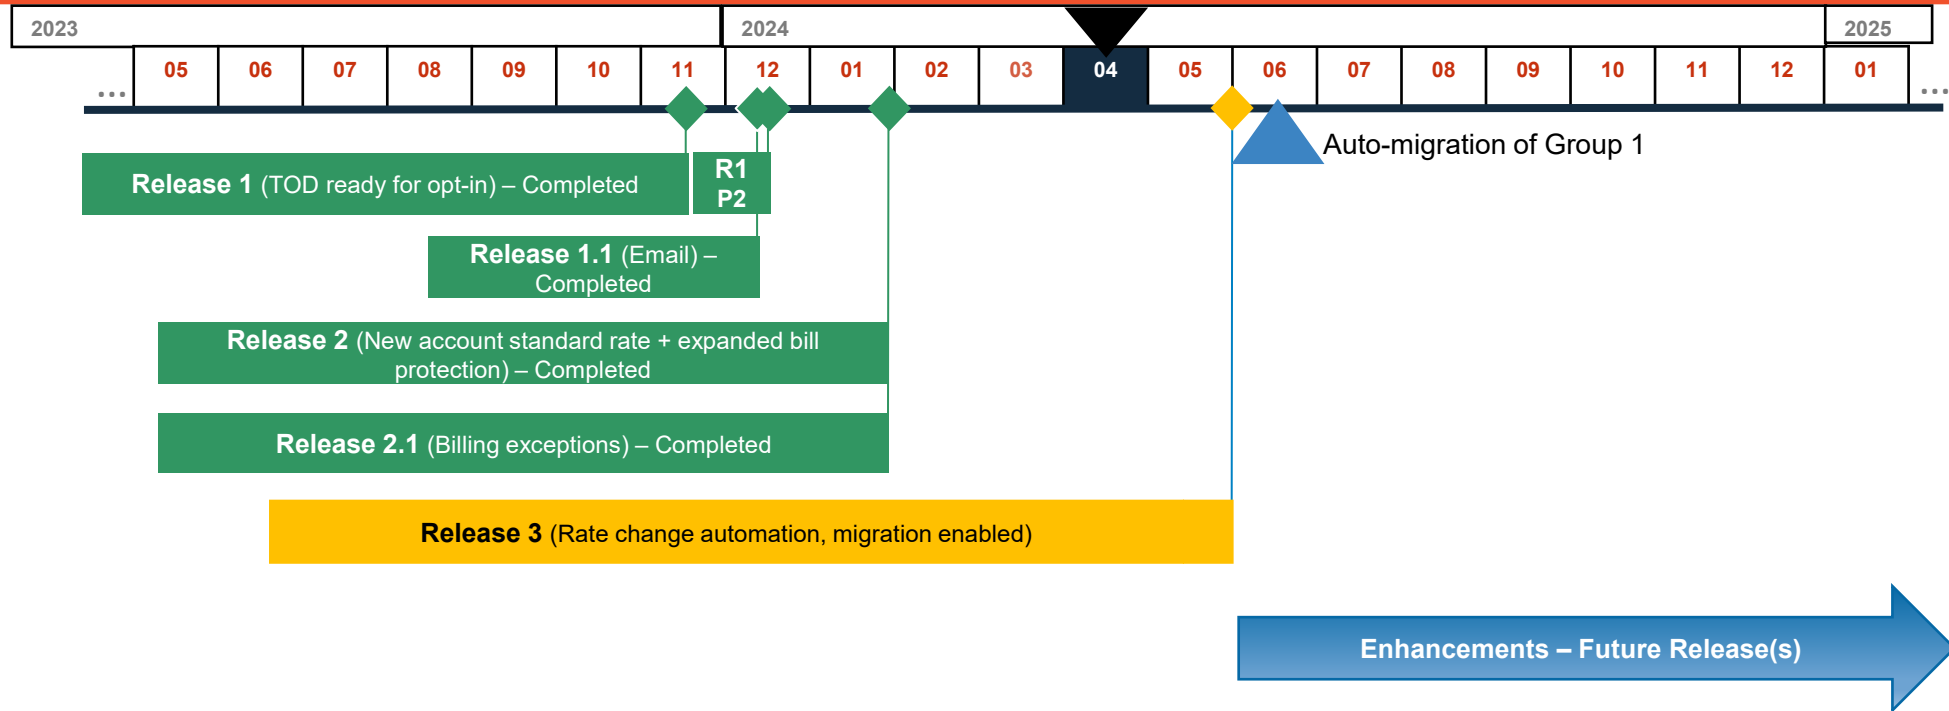 2023
2024
2025
... 05 06 07 08 09 10 11 12 01 02 03 04 05 06 07 08 09 10 11 12 01 ...
Auto-migration of Group 1
Release 1 (TOD ready for opt-in) – Completed
R1
P2
Release 1.1 (Email) –
Completed
Release 2 (New account standard rate + expanded bill
protection) – Completed
Release 2.1 (Billing exceptions) – Completed
Release 3 (Rate change automation, migration enabled)
Enhancements – Future Release(s)